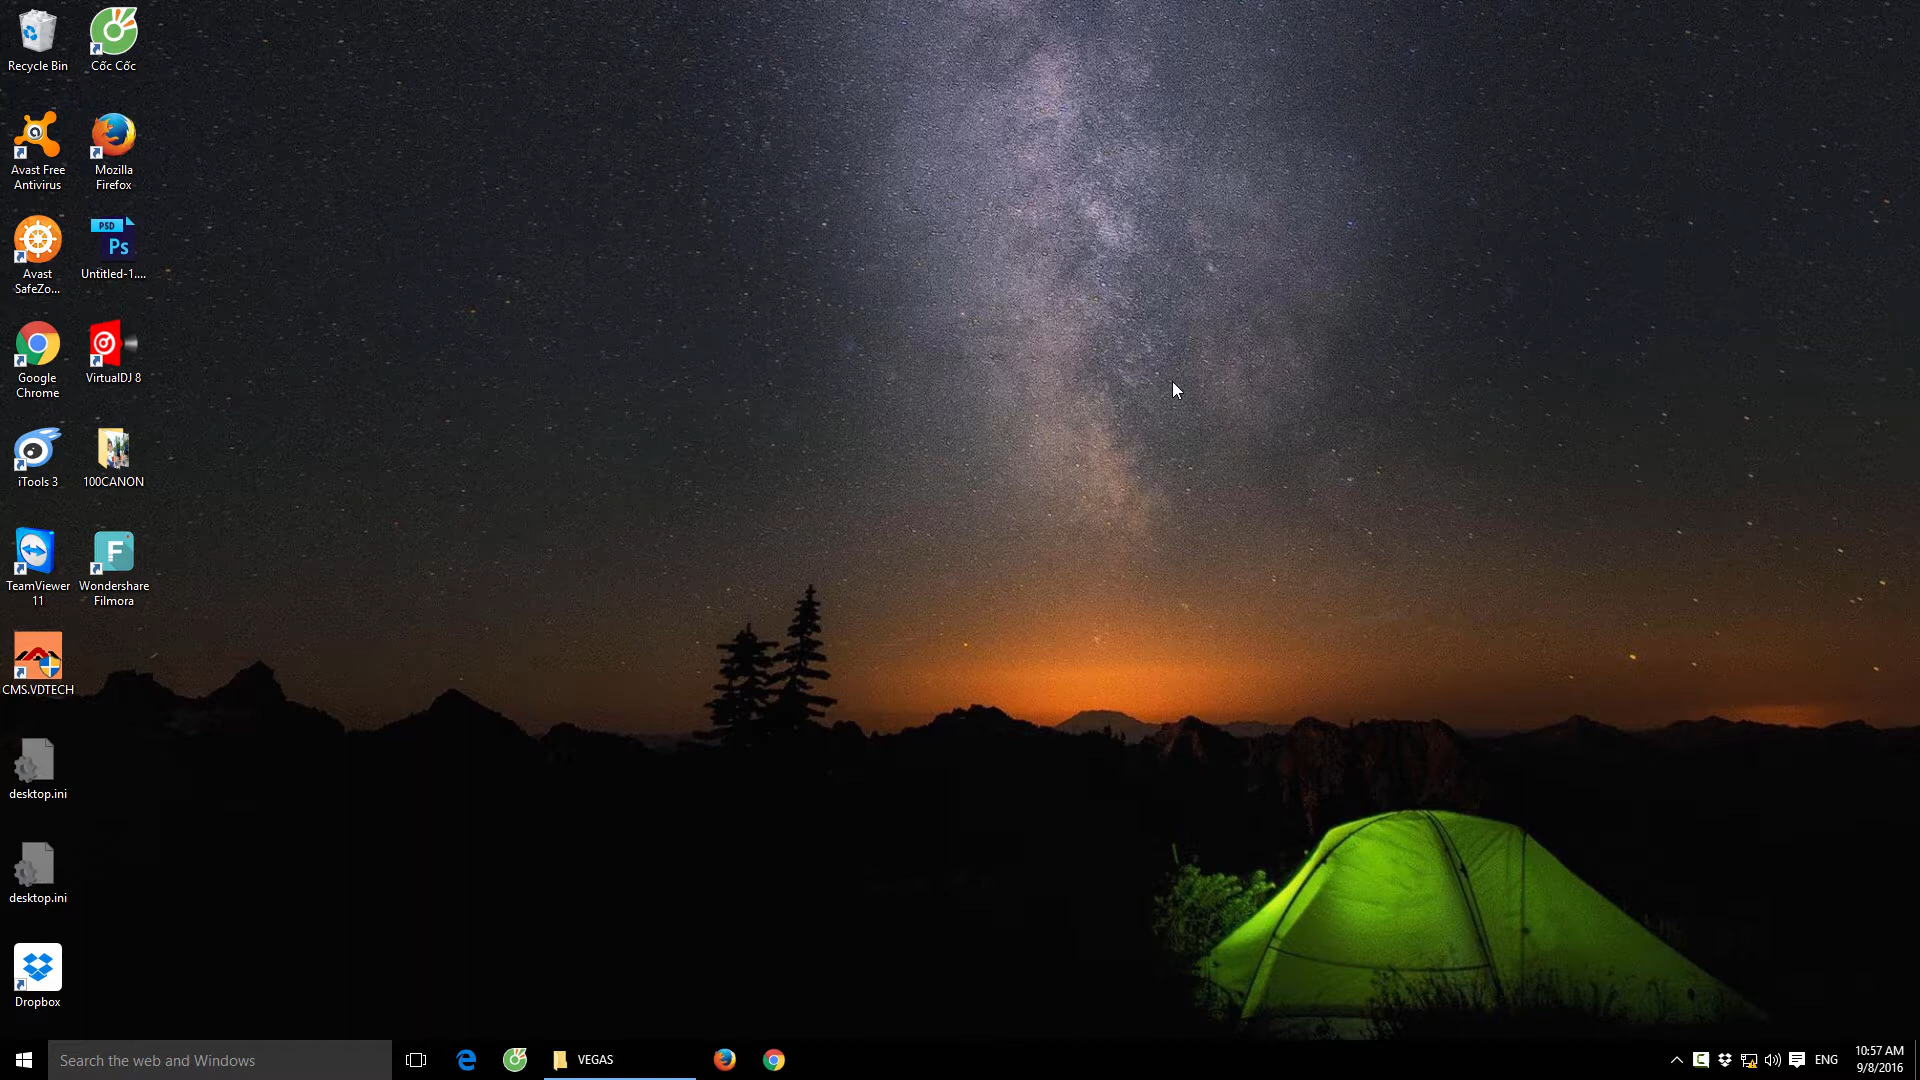 Recycle Bin
Cốc Cốc
Avast Free
Antivirus
Mozilla
Firefox
Avast
SafeZo...
PSD
Ps
Untitled-1....
Google
Chrome
VirtualDJ 8
iTools 3
100CANON
TeamViewer
11
F
Wondershare
Filmora
CMS.VDTECH
desktop.ini
desktop.ini
Dropbox
Search the web and Windows
VEGAS
ENG
10:57 AM
9/8/2016